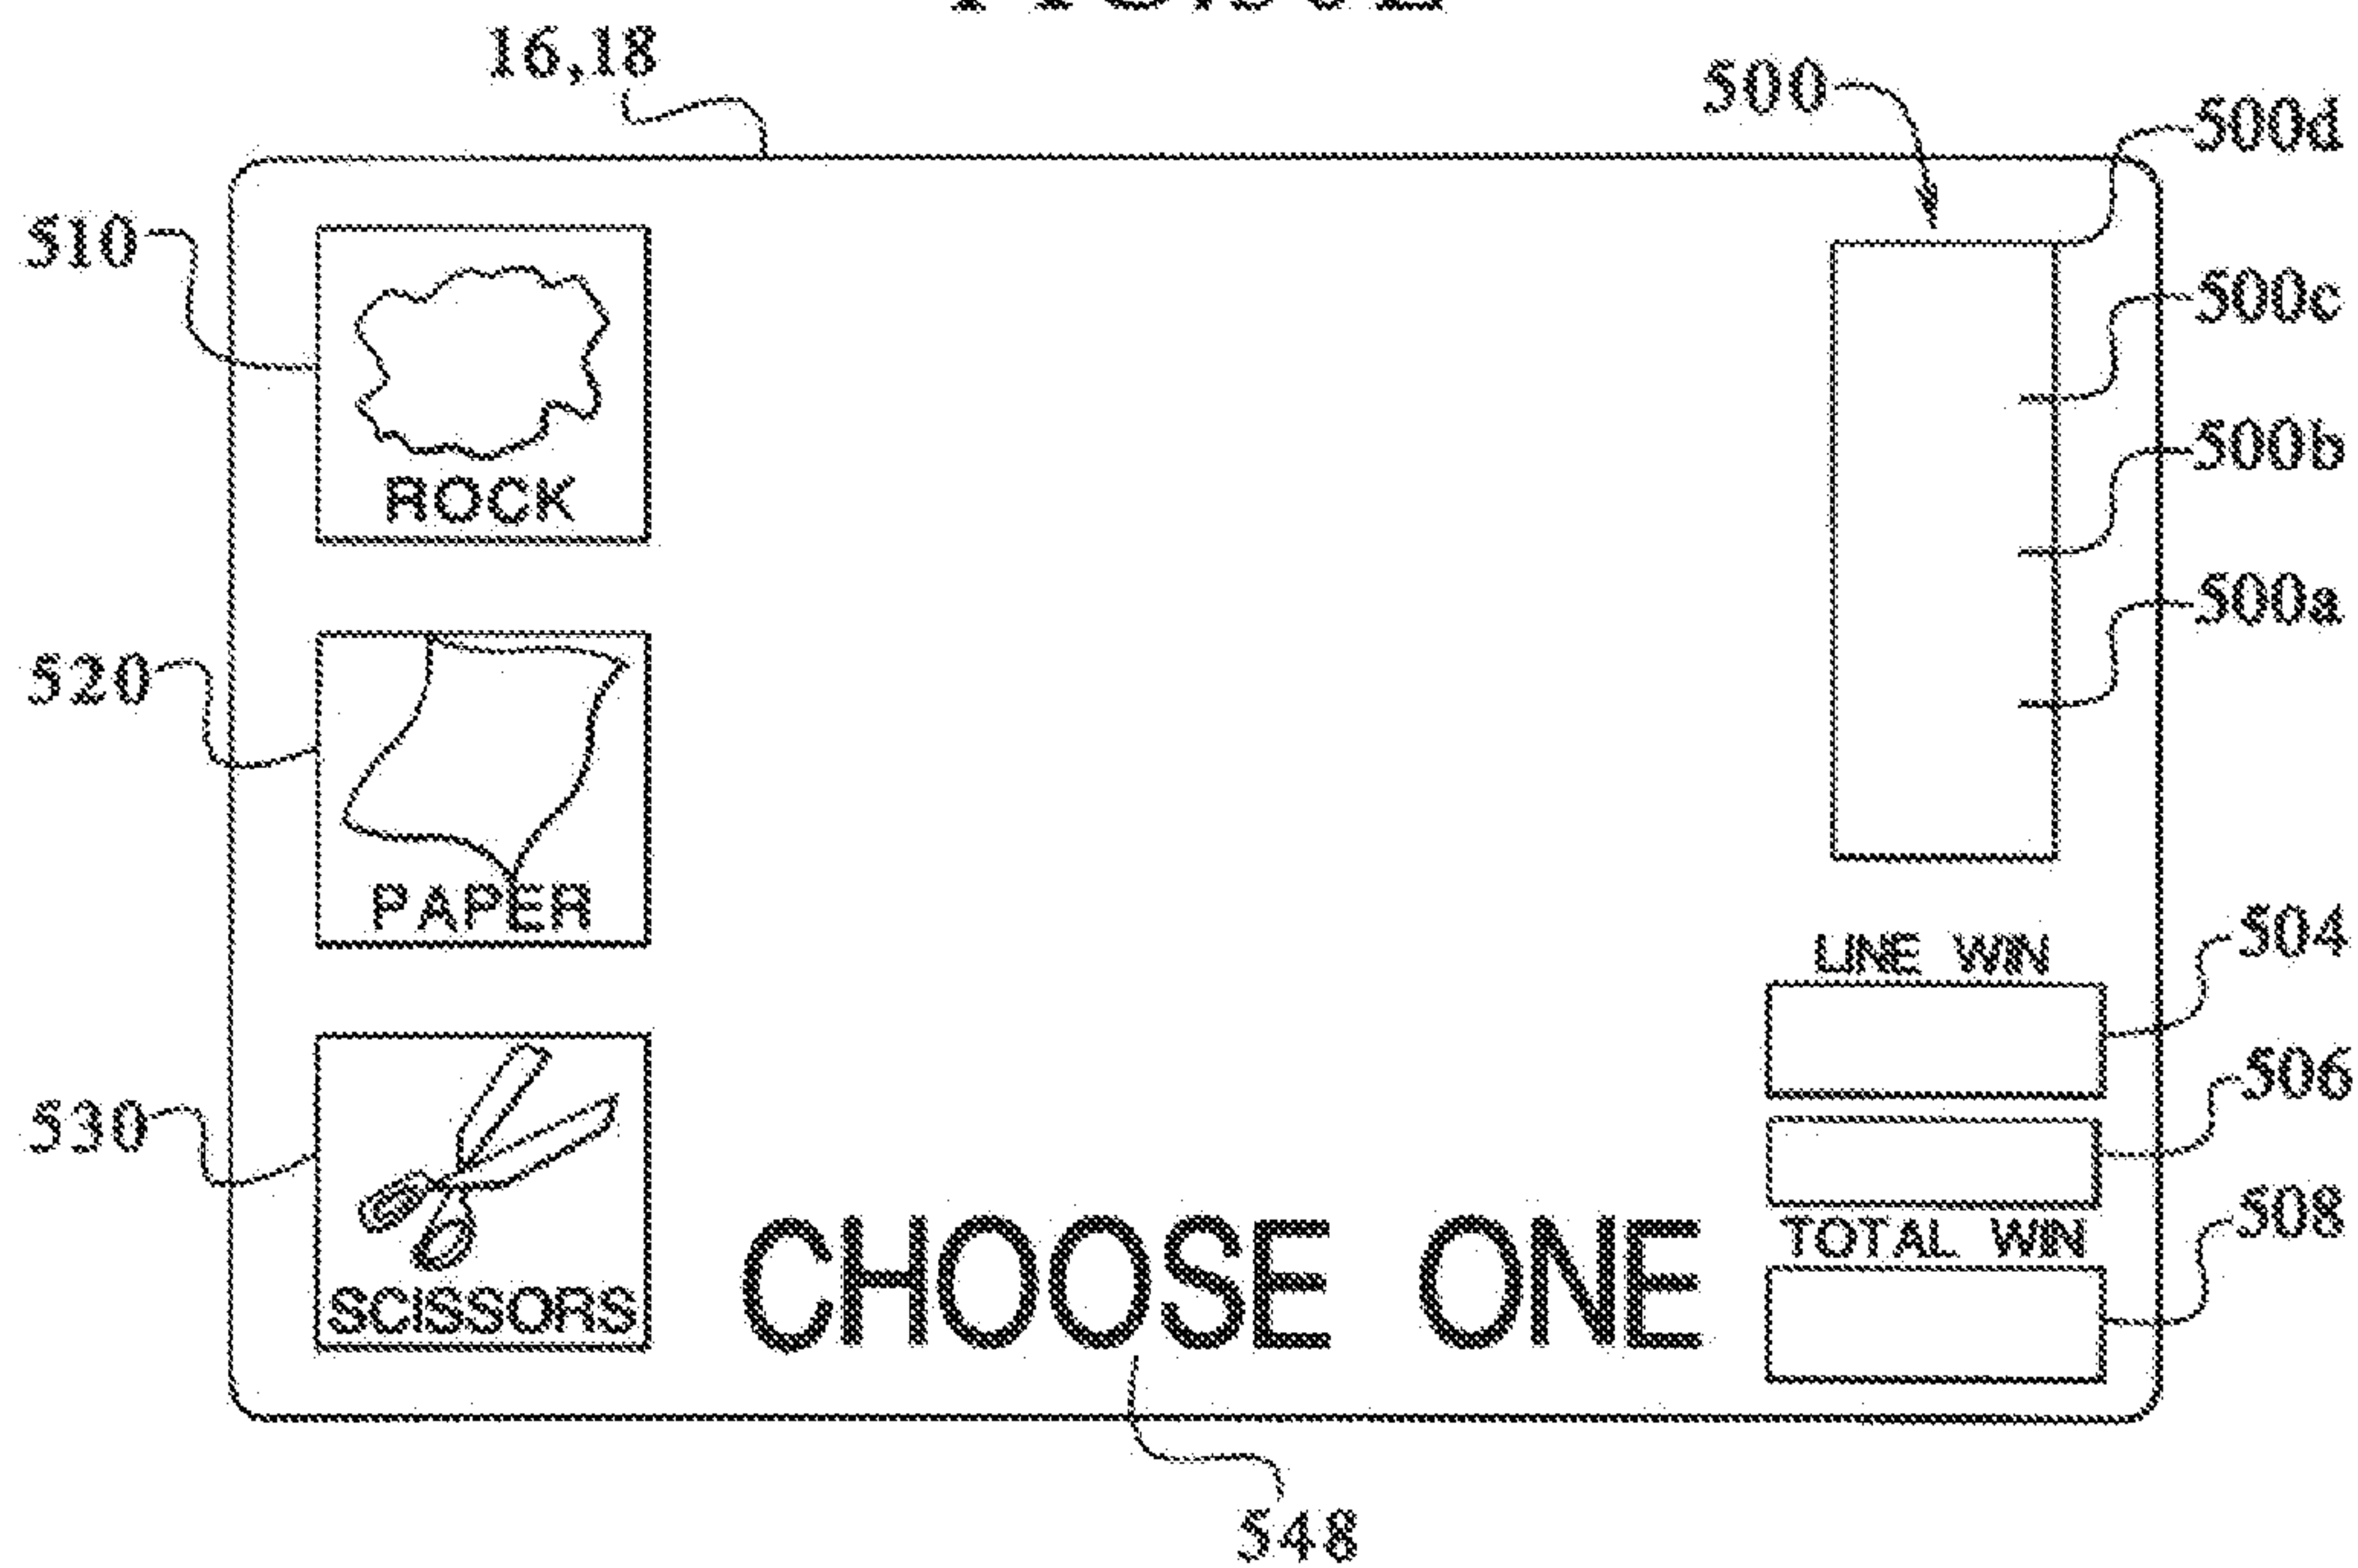 16,18
500
500d
510
500c
ROCK
500b
500a
520
PAPER
LINE WIN
504
506
530
TOTAL WIN
508
SCISSORS
CHOOSE ONE
548